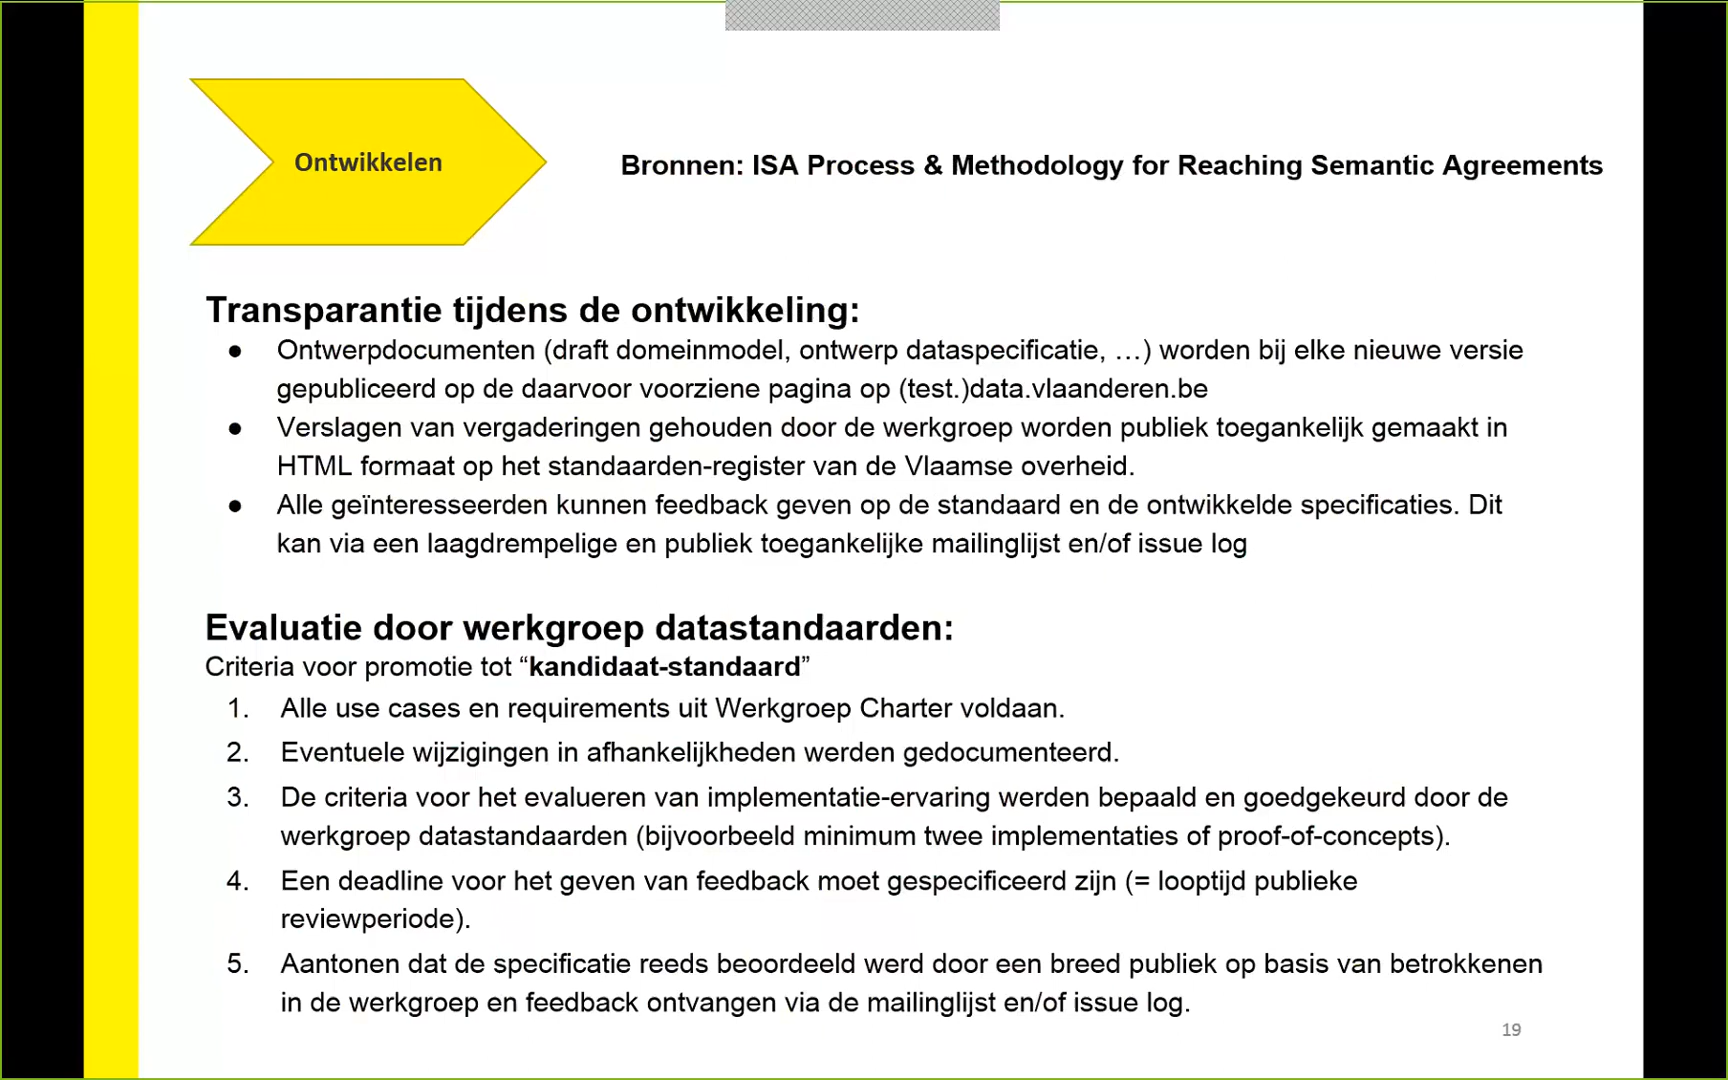 Ontwikkelen
Bronnen: ISA Process & Methodology for Reaching Semantic Agreements
Transparantie tijdens de ontwikkeling:
● Ontwerpdocumenten (draft domeinmodel, ontwerp dataspecificatie, …) worden bij elke nieuwe versie
gepubliceerd op de daarvoor voorziene pagina op (test.)data.vlaanderen.be
● Verslagen van vergaderingen gehouden door de werkgroep worden publiek toegankelijk gemaakt in
HTML formaat op het standaarden-register van de Vlaamse overheid.
● Alle geïnteresseerden kunnen feedback geven op de standaard en de ontwikkelde specificaties. Dit
kan via een laagdrempelige en publiek toegankelijke mailinglijst en/of issue log
Evaluatie door werkgroep datastandaarden:
Criteria voor promotie tot “kandidaat-standaard”
1. Alle use cases en requirements uit Werkgroep Charter voldaan.
2. Eventuele wijzigingen in afhankelijkheden werden gedocumenteerd.
3. De criteria voor het evalueren van implementatie-ervaring werden bepaald en goedgekeurd door de
werkgroep datastandaarden (bijvoorbeeld minimum twee implementaties of proof-of-concepts).
4. Een deadline voor het geven van feedback moet gespecificeerd zijn (= looptijd publieke
reviewperiode).
5. Aantonen dat de specificatie reeds beoordeeld werd door een breed publiek op basis van betrokkenen
in de werkgroep en feedback ontvangen via de mailinglijst en/of issue log.
19